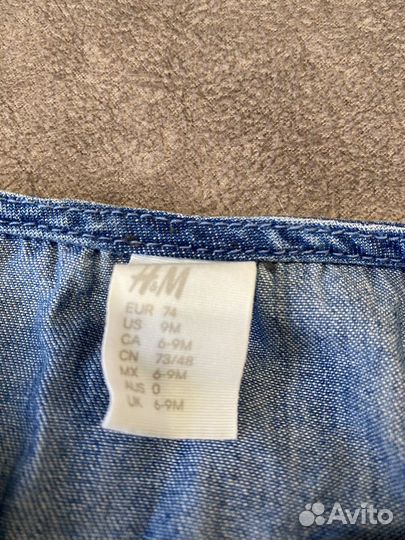 H&M
EUR 74
US 9M
CA 6-9M
CN 73/48
MX 6-9M
AUS 0
UK 6-9M
Avito